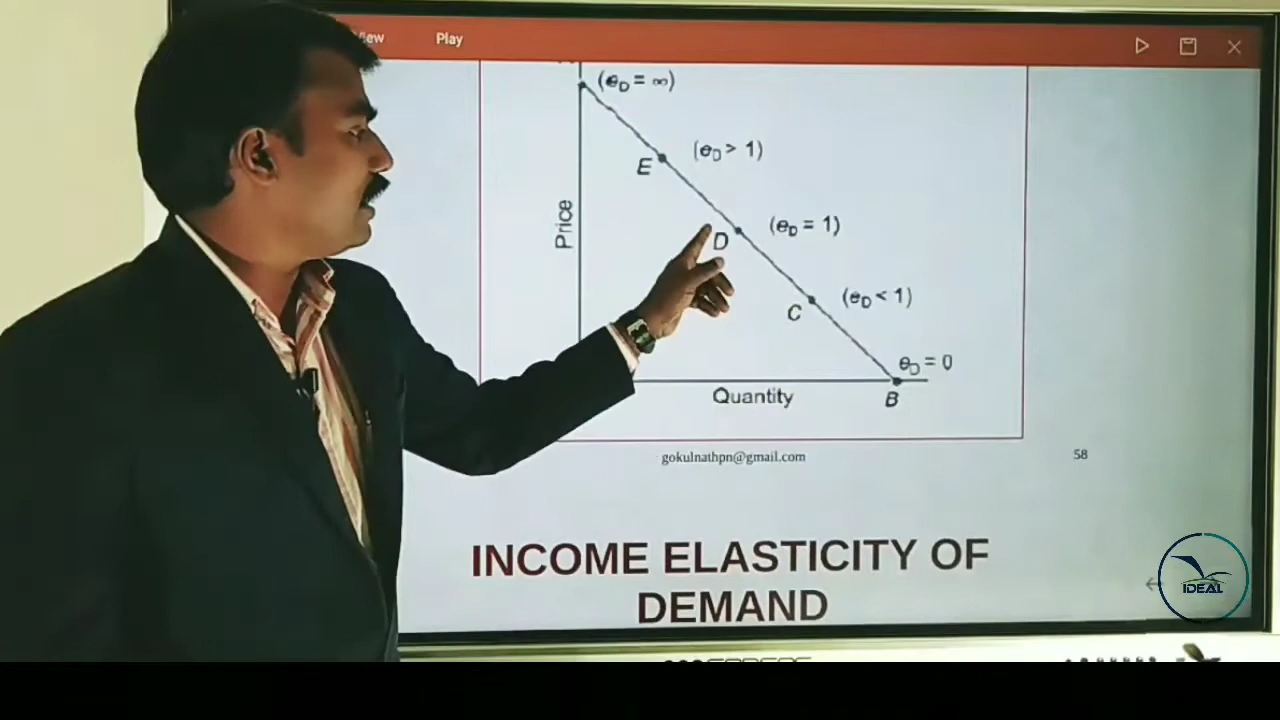 View Play
(eD = ∞)
E (eD > 1)
Price
D (eD = 1)
C (eD < 1)
eD = 0
Quantity
B
gokulnathpn@gmail.com
58
INCOME ELASTICITY OF
DEMAND
IDEAL